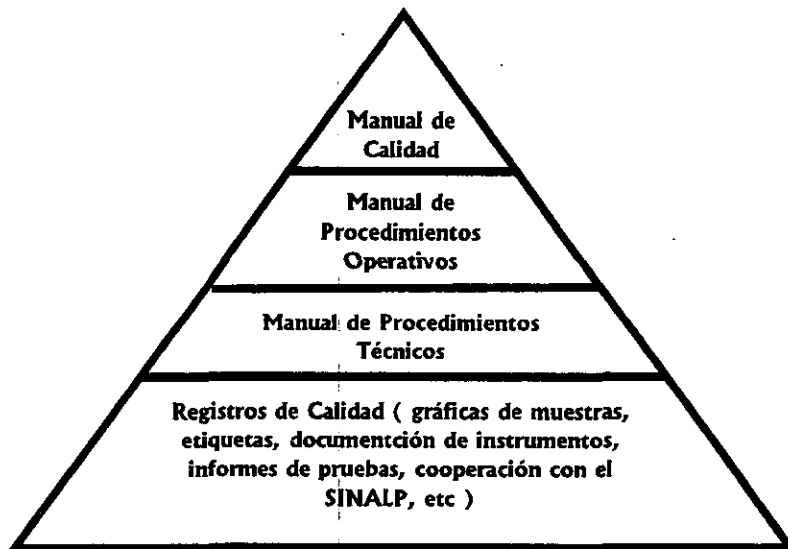 Manual de
Calidad
Manual de
Procedimientos
Operativos
Manual de Procedimientos
Técnicos
Registros de Calidad ( gráficas de muestras,
etiquetas, documentción de instrumentos,
informes de pruebas, cooperación con el
SINALP, etc )